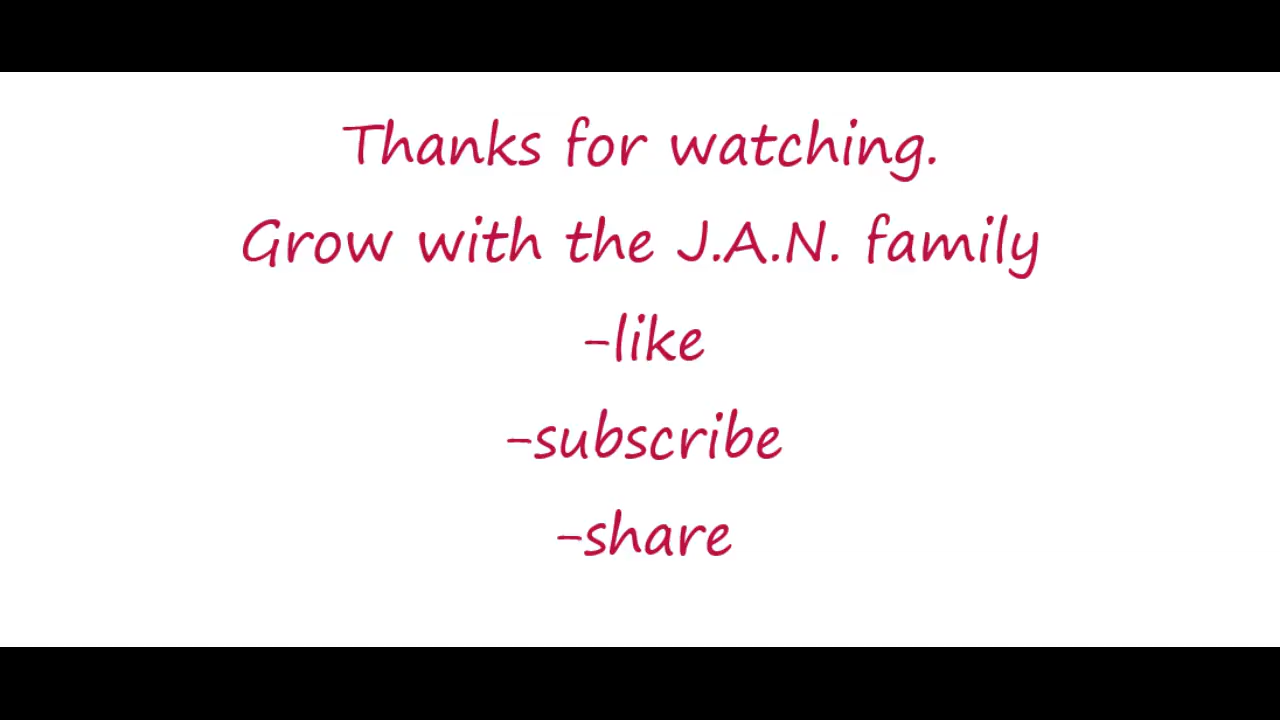 Thanks for watching.
Grow with the J.A.N. family
-like
-subscribe
-share